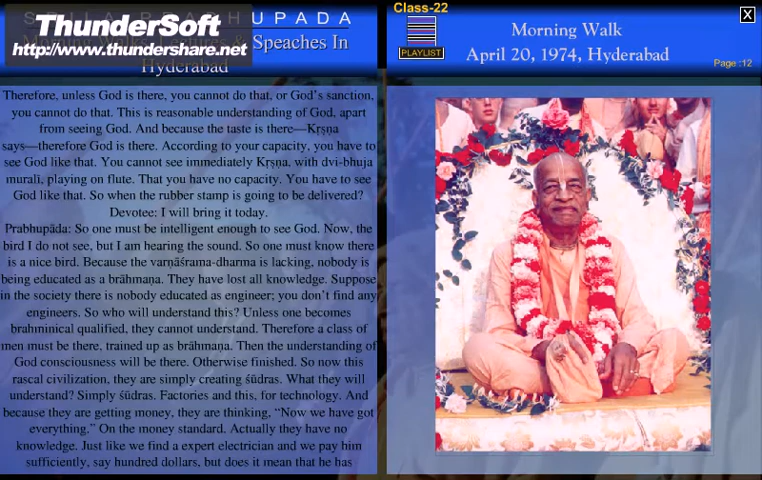 SRILA PRABHUPADA
ThunderSoft
http://www.thundershare.net
Morning Walks, Lectures & Speaches In
Hyderabad
Therefore, unless God is there, you cannot do that, or God's sanction,
you cannot do that. This is reasonable understanding of God, apart
from seeing God. And because the taste is there—Kṛṣṇa
says—therefore God is there. According to your capacity, you have to
see God like that. You cannot see immediately Kṛṣṇa, with dvi-bhuja
murali, playing on flute. That you have no capacity. You have to see
God like that. So when the rubber stamp is going to be delivered?
Devotee: I will bring it today.
Prabhupāda: So one must be intelligent enough to see God. Now, the
bird I do not see, but I am hearing the sound. So one must know there
is a nice bird. Because the varṇāśrama-dharma is lacking, nobody is
being educated as a brāhmaṇa. They have lost all knowledge. Suppose
in the society there is nobody educated as engineer; you don't find any
engineers. So who will understand this? Unless one becomes
brahminical qualified, they cannot understand. Therefore a class of
men must be there, trained up as brāhmaṇa. Then the understanding of
God consciousness will be there. Otherwise finished. So now this
rascal civilization, they are simply creating śūdras. What they will
understand? Simply śūdras. Factories and this, for technology. And
because they are getting money, they are thinking, “Now we have got
everything.” On the money standard. Actually they have no
knowledge. Just like we find a expert electrician and we pay him
sufficiently, say hundred dollars, but does it mean that he has
Class-22
PLAYLIST
Morning Walk
April 20, 1974, Hyderabad
X
Page :12